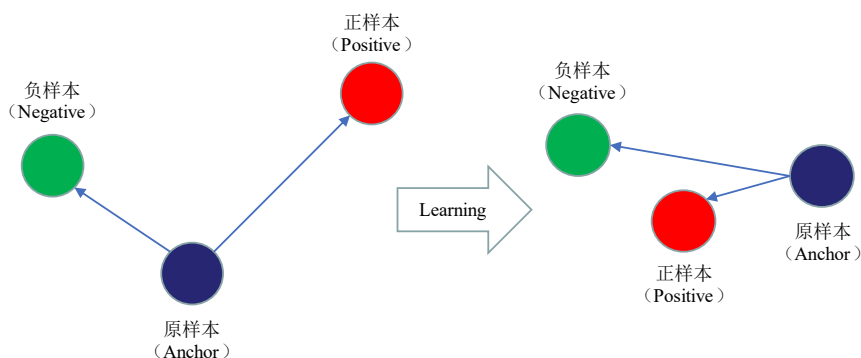 正样本
（Positive）
负样本
（Negative）
原样本
（Anchor）
Learning
负样本
（Negative）
原样本
（Anchor）
正样本
（Positive）